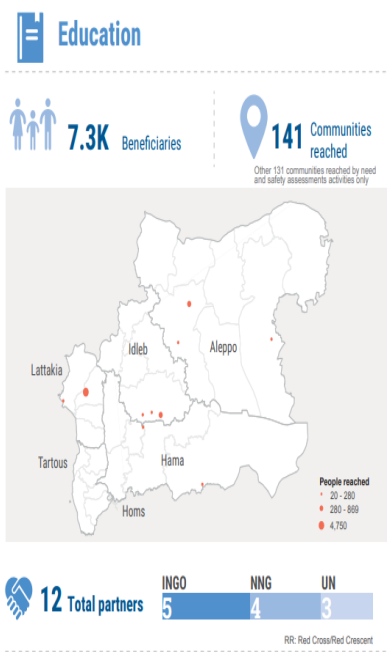 Education
7.3K Beneficiaries
141 Communities
reached
Other 131 communities reached by need
and safety assessments activities only
Idleb
Aleppo
Lattakia
Tartous
Hama
Homs
People reached
20 - 280
280 - 869
4,750
12 Total partners
INGO NNG UN
5 4 3
RR: Red Cross/Red Crescent